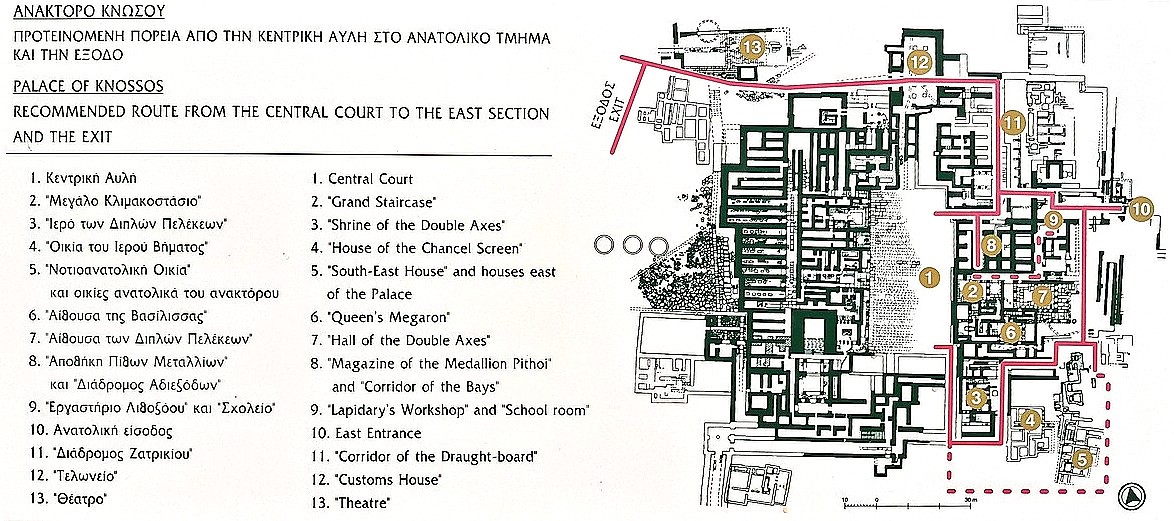 ΑΝΑΚΤΟΡΟ ΚΝΩΣΟΥ
ΠΡΟΤΕΙΝΟΜΕΝΗ ΠΟΡΕΙΑ ΑΠΟ ΤΗΝ ΚΕΝΤΡΙΚΗ ΑΥΛΗ ΣΤΟ ΑΝΑΤΟΛΙΚΟ ΤΜΗΜΑ
ΚΑΙ ΤΗΝ ΕΞΟΔΟ
PALACE OF KNOSSOS
RECOMMENDED ROUTE FROM THE CENTRAL COURT TO THE EAST SECTION
AND THE EXIT
1. Κεντρική Αυλή
2. "Μεγάλο Κλιμακοστάσιο"
3. "Ιερό των Διπλών Πελέκεων"
4. "Οικία του Ιερού Βήματος"
5. "Νοτιοανατολική Οικία"
και οικίες ανατολικά του ανακτόρου
6. "Αίθουσα της Βασίλισσας"
7. "Αίθουσα των Διπλών Πελέκεων"
8. "Αποθήκη Πίθων Μεταλλίων"
και "Διάδρομος Αδιεξόδων"
9. "Εργαστήριο Λιθοξόου" και "Σχολείο"
10. Ανατολική είσοδος
11. "Διάδρομος Ζατρικίου"
12. "Τελωνείο"
13. "Θέατρο"
1. Central Court
2. "Grand Staircase"
3. "Shrine of the Double Axes"
4. "House of the Chancel Screen"
5. "South-East House" and houses east
of the Palace
6. "Queen's Megaron"
7. "Hall of the Double Axes"
8. "Magazine of the Medallion Pithoi"
and "Corridor of the Bays"
9. "Lapidary's Workshop" and "School room"
10. East Entrance
11. "Corridor of the Draught-board"
12. "Customs House"
13. "Theatre"
ΕΞΟΔΟΣ
EXIT
13
12
11
10
9
8
1
2
7
6
3
4
5
10 0 30 m